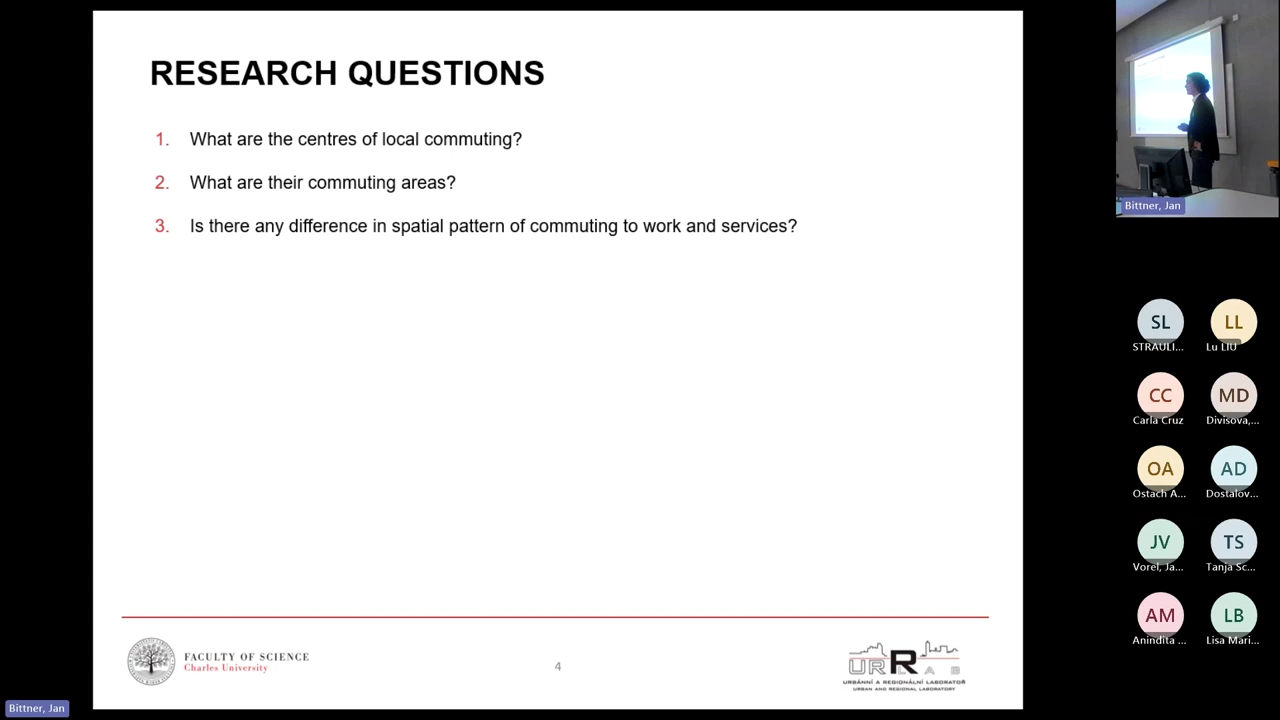 RESEARCH QUESTIONS
1. What are the centres of local commuting?
2. What are their commuting areas?
3. Is there any difference in spatial pattern of commuting to work and services?
FACULTY OF SCIENCE
Charles University
4
URRLAB
URBÁNNÍ A REGIONÁLNÍ LABORATOŘ
URBAN AND REGIONAL LABORATORY
Bittner, Jan
Bittner, Jan
SL
LL
STRAULI...
Lu LIU
CC
MD
Carla Cruz
Divisova,...
OA
AD
Ostach A...
Dostalov...
JV
TS
Vorel, Ja...
Tanja Sc...
AM
LB
Anindita ...
Lisa Mari...